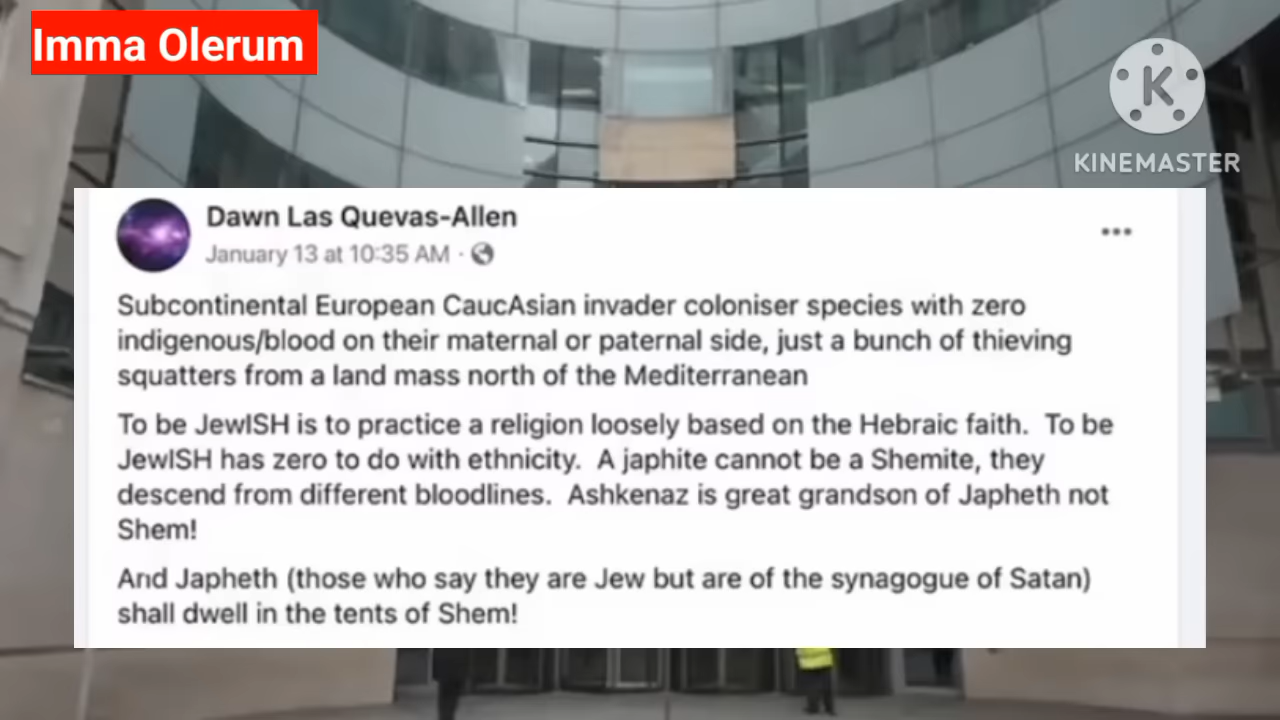 Imma Olerum
KINEMASTER
Dawn Las Quevas-Allen
January 13 at 10:35 AM ·
Subcontinental European CaucAsian invader coloniser species with zero
indigenous/blood on their maternal or paternal side, just a bunch of thieving
squatters from a land mass north of the Mediterranean
To be JewISH is to practice a religion loosely based on the Hebraic faith. To be
JewISH has zero to do with ethnicity. A japhite cannot be a Shemite, they
descend from different bloodlines. Ashkenaz is great grandson of Japheth not
Shem!
And Japheth (those who say they are Jew but are of the synagogue of Satan)
shall dwell in the tents of Shem!